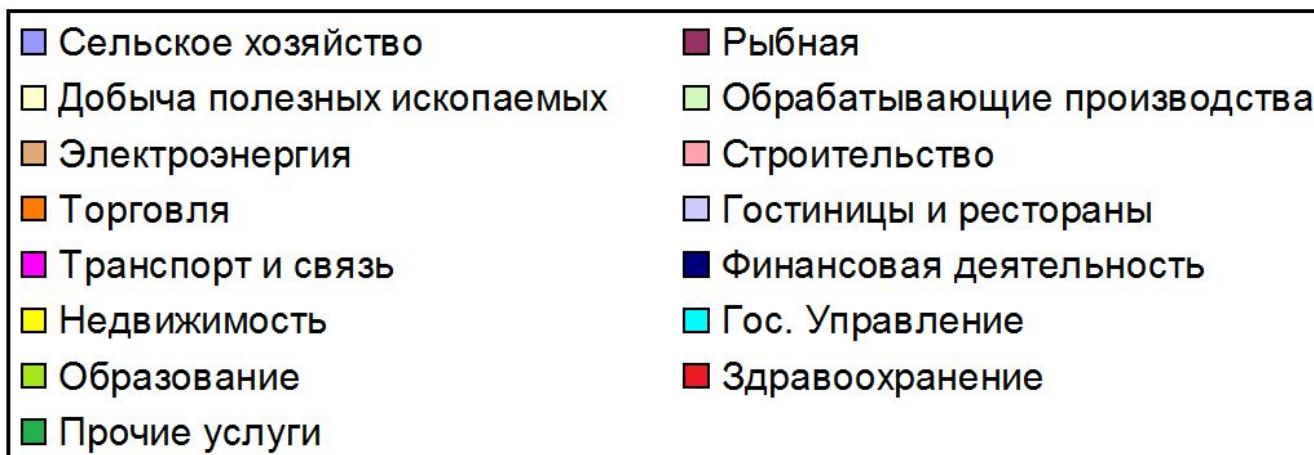 Сельское хозяйство
Рыбная
Добыча полезных ископаемых
Обрабатывающие производства
Электроэнергия
Строительство
Торговля
Гостиницы и рестораны
Транспорт и связь
Финансовая деятельность
Недвижимость
Гос. Управление
Образование
Здравоохранение
Прочие услуги